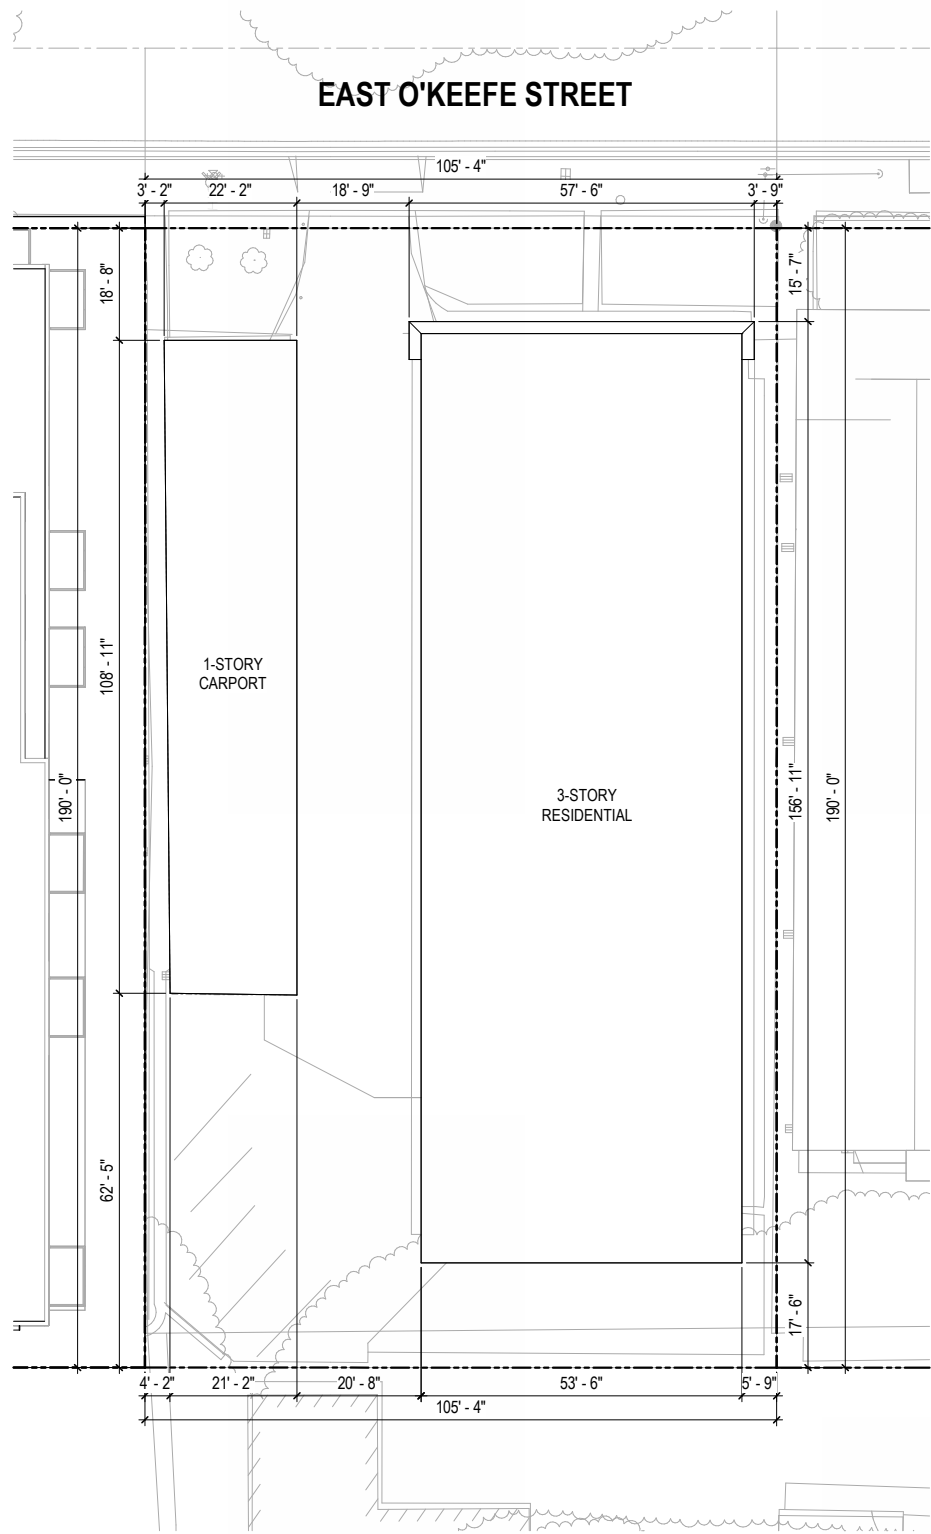 EAST O'KEEFE STREET
105' - 4"
3' - 2"
22' - 2"
18' - 9"
57' - 6"
3' - 9"
18' - 8"
15' - 7"
108' - 11"
1-STORY
CARPORT
190' - 0"
3-STORY
RESIDENTIAL
156' - 11"
190' - 0"
62' - 5"
17' - 6"
4' - 2"
21' - 2"
20' - 8"
53' - 6"
5' - 9"
105' - 4"